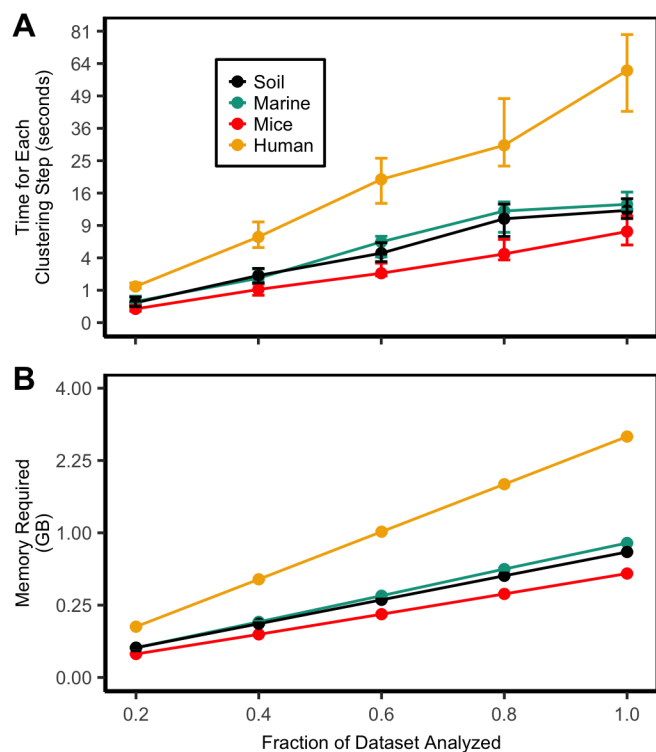 A
Time for Each
Clustering Step (seconds)
81
64
49
36
25
16
9
4
1
0
Soil
Marine
Mice
Human
B
Memory Required
(GB)
4.00
2.25
1.00
0.25
0.00
0.2 0.4 0.6 0.8 1.0
Fraction of Dataset Analyzed